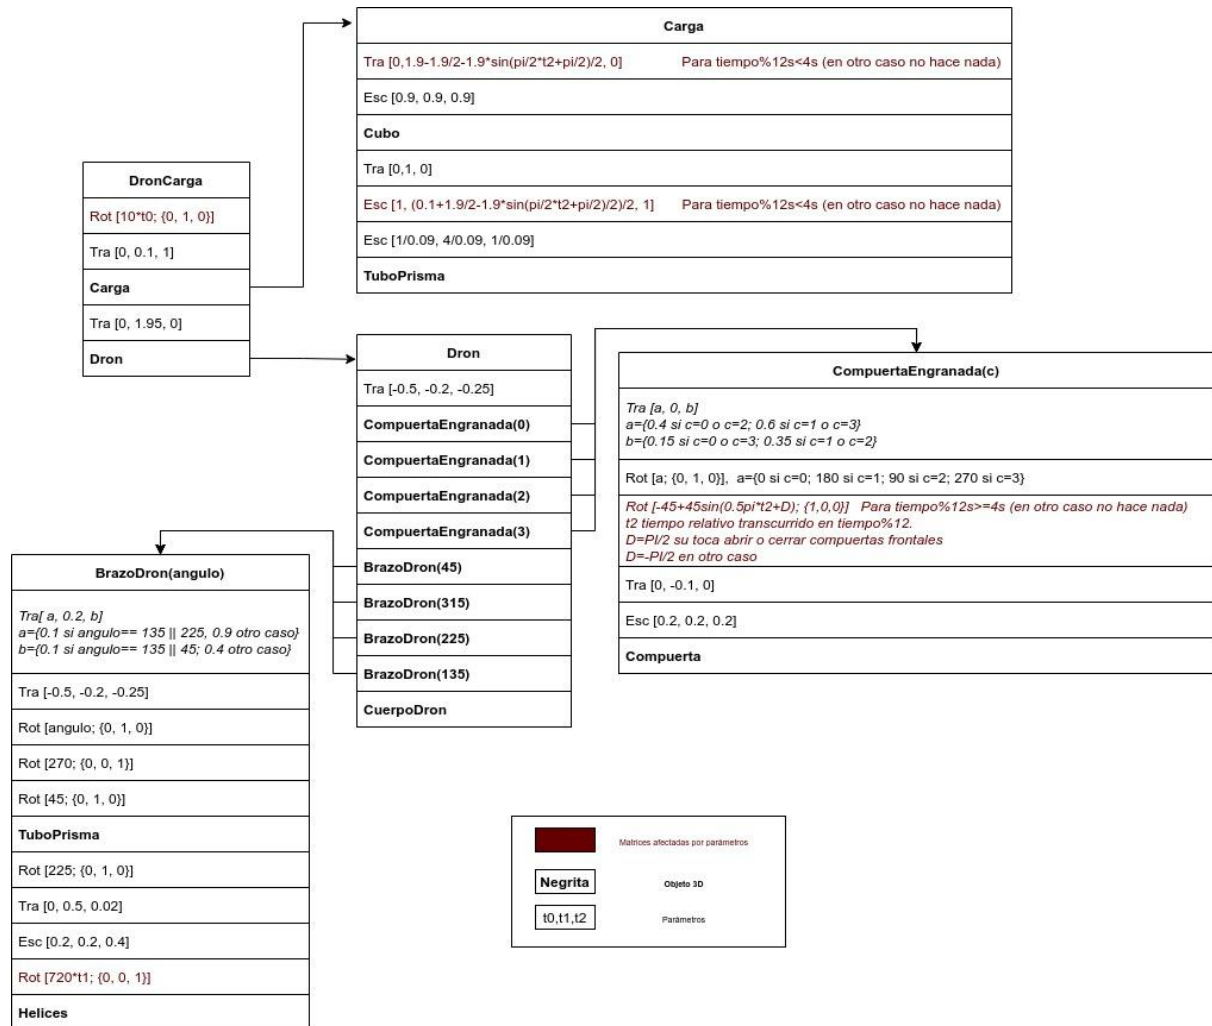 Carga
Tra [0,1.9-1.9/2-1.9*sin(pi/2*t2+pi/2)/2, 0] Para tiempo%12s<4s (en otro caso no hace nada)
Esc [0.9, 0.9, 0.9]
Cubo
Tra [0,1, 0]
Esc [1, (0.1+1.9/2-1.9*sin(pi/2*t2+pi/2)/2)/2, 1] Para tiempo%12s<4s (en otro caso no hace nada)
Esc [1/0.09, 4/0.09, 1/0.09]
TuboPrisma
DronCarga
Rot [10*t0; {0, 1, 0}]
Tra [0, 0.1, 1]
Carga
Tra [0, 1.95, 0]
Dron
Dron
Tra [-0.5, -0.2, -0.25]
CompuertaEngranada(0)
CompuertaEngranada(1)
CompuertaEngranada(2)
CompuertaEngranada(3)
BrazoDron(45)
BrazoDron(315)
BrazoDron(225)
BrazoDron(135)
CuerpoDron
CompuertaEngranada(c)
Tra [a, 0, b]
a={0.4 si c=0 o c=2; 0.6 si c=1 o c=3}
b={0.15 si c=0 o c=3; 0.35 si c=1 o c=2}
Rot [a; {0, 1, 0}], a={0 si c=0; 180 si c=1; 90 si c=2; 270 si c=3}
Rot [-45+45sin(0.5pi*t2+D); {1,0,0}] Para tiempo%12s>=4s (en otro caso no hace nada)
t2 tiempo relativo transcurrido en tiempo%12.
D=PI/2 su toca abrir o cerrar compuertas frontales
D=-PI/2 en otro caso
Tra [0, -0.1, 0]
Esc [0.2, 0.2, 0.2]
Compuerta
BrazoDron(angulo)
Tra[ a, 0.2, b]
a={0.1 si angulo== 135 || 225, 0.9 otro caso}
b={0.1 si angulo== 135 || 45; 0.4 otro caso}
Tra [-0.5, -0.2, -0.25]
Rot [angulo; {0, 1, 0}]
Rot [270; {0, 0, 1}]
Rot [45; {0, 1, 0}]
TuboPrisma
Rot [225; {0, 1, 0}]
Tra [0, 0.5, 0.02]
Esc [0.2, 0.2, 0.4]
Rot [720*t1; {0, 0, 1}]
Helices
Matrices afectadas por parámetros
Negrita Objeto 3D
t0,t1,t2 Parámetros